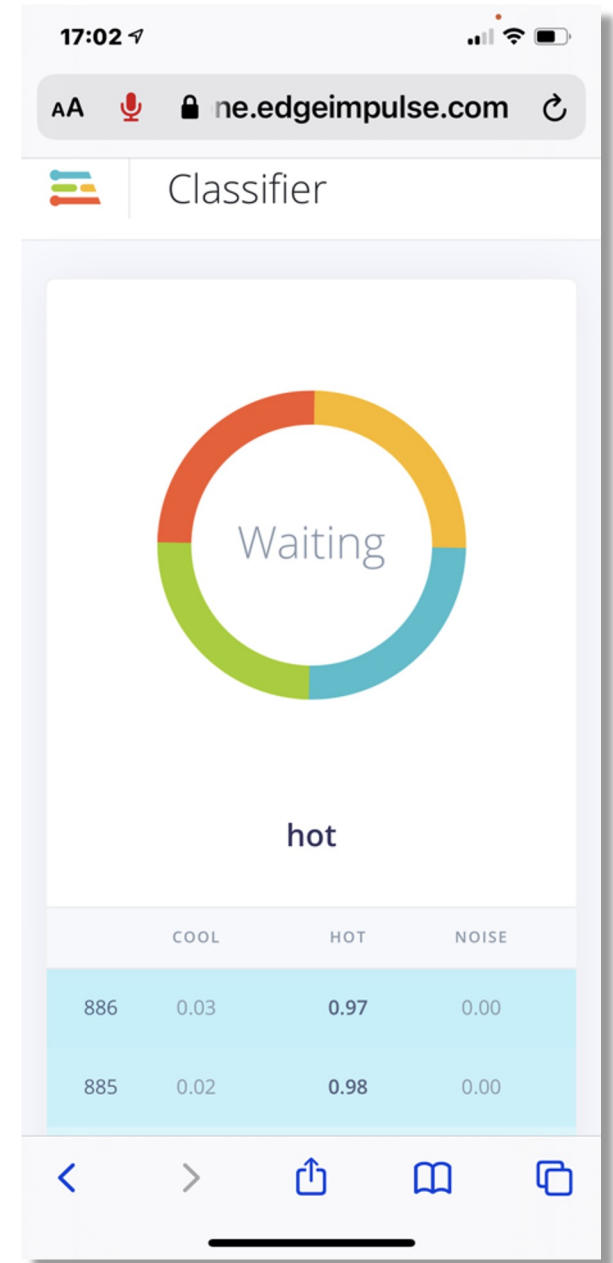 17:02
AA ne.edgeimpulse.com
Classifier
Waiting
hot
COOL HOT NOISE
886 0.03 0.97 0.00
885 0.02 0.98 0.00